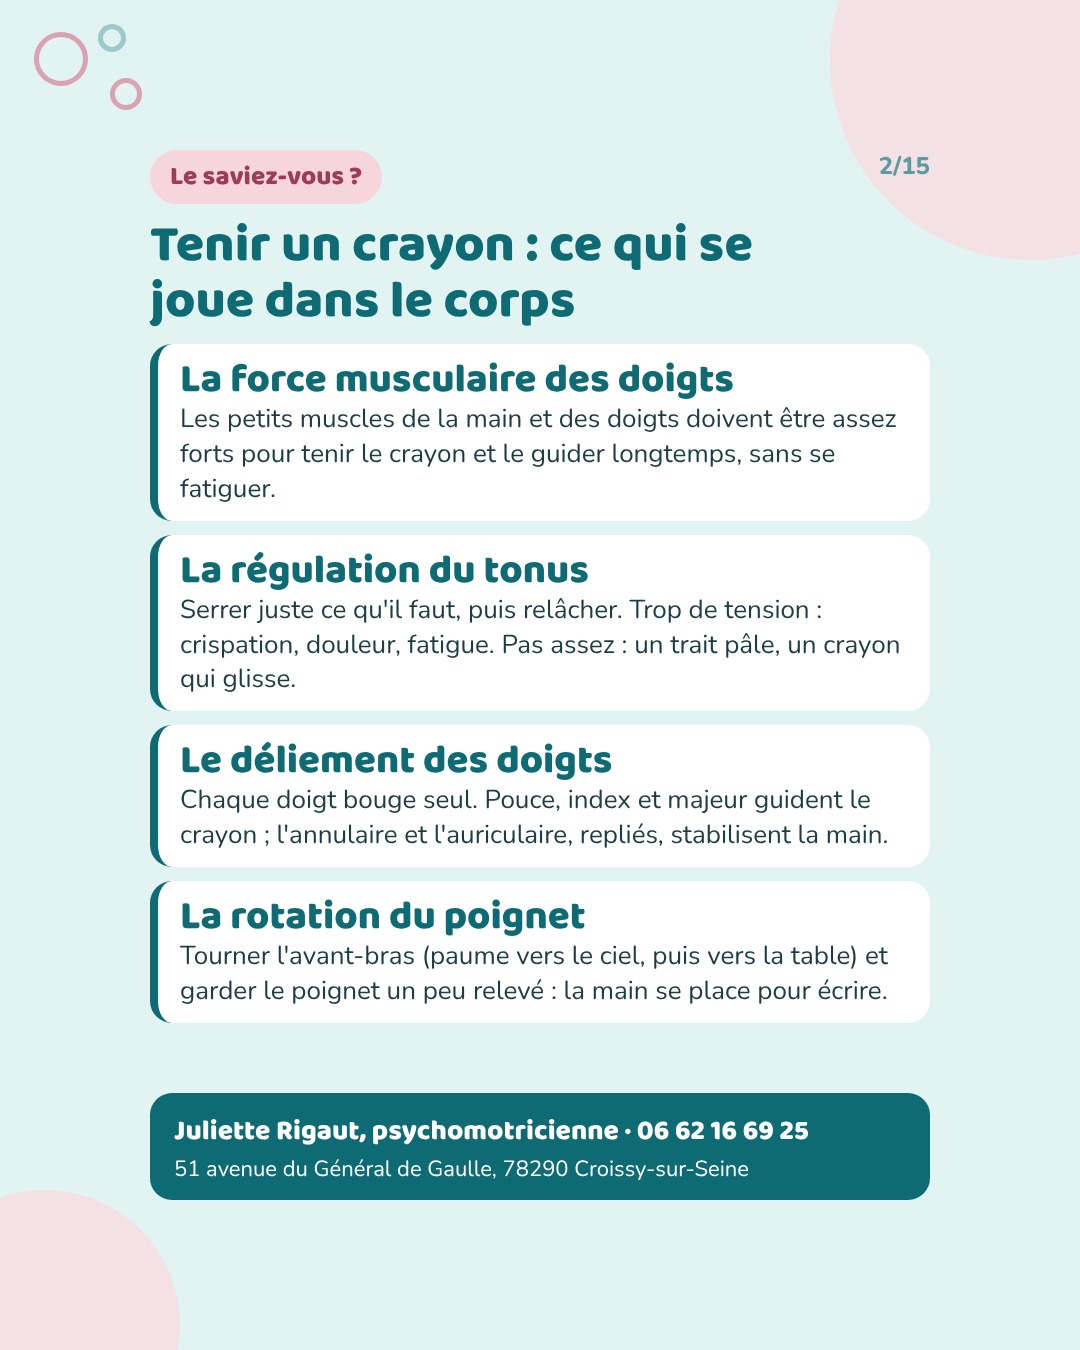 Le saviez-vous ?
2/15
Tenir un crayon : ce qui se
joue dans le corps
La force musculaire des doigts
Les petits muscles de la main et des doigts doivent être assez
forts pour tenir le crayon et le guider longtemps, sans se
fatiguer.
La régulation du tonus
Serrer juste ce qu'il faut, puis relâcher. Trop de tension :
crispation, douleur, fatigue. Pas assez : un trait pâle, un crayon
qui glisse.
Le déliement des doigts
Chaque doigt bouge seul. Pouce, index et majeur guident le
crayon ; l'annulaire et l'auriculaire, repliés, stabilisent la main.
La rotation du poignet
Tourner l'avant-bras (paume vers le ciel, puis vers la table) et
garder le poignet un peu relevé : la main se place pour écrire.
Juliette Rigaut, psychomotricienne · 06 62 16 69 25
51 avenue du Général de Gaulle, 78290 Croissy-sur-Seine